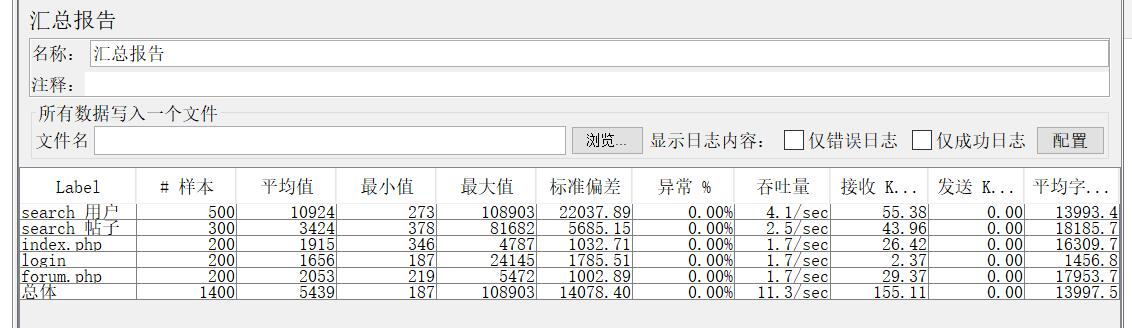 汇总报告
名称： 汇总报告
注释：
所有数据写入一个文件
文件名 浏览... 显示日志内容： 仅错误日志 仅成功日志 配置
Label # 样本 平均值 最小值 最大值 标准偏差 异常 % 吞吐量 接收 K... 发送 K... 平均字...
search 用户 500 10924 273 108903 22037.89 0.00% 4.1/sec 55.38 0.00 13993.4
search 帖子 300 3424 378 81682 5685.15 0.00% 2.5/sec 43.96 0.00 18185.7
index.php 200 1915 346 4787 1032.71 0.00% 1.7/sec 26.42 0.00 16309.7
login 200 1656 187 24145 1785.51 0.00% 1.7/sec 2.37 0.00 1456.8
forum.php 200 2053 219 5472 1002.89 0.00% 1.7/sec 29.37 0.00 17953.7
总体 1400 5439 187 108903 14078.40 0.00% 11.3/sec 155.11 0.00 13997.5